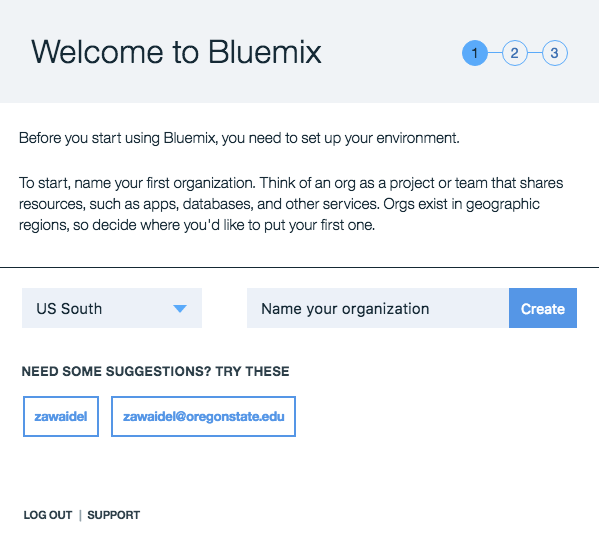 Welcome to Bluemix
1 2 3
Before you start using Bluemix, you need to set up your environment.
To start, name your first organization. Think of an org as a project or team that shares
resources, such as apps, databases, and other services. Orgs exist in geographic
regions, so decide where you'd like to put your first one.
US South Name your organization Create
NEED SOME SUGGESTIONS? TRY THESE
zawaidel zawaidel@oregonstate.edu
LOG OUT | SUPPORT